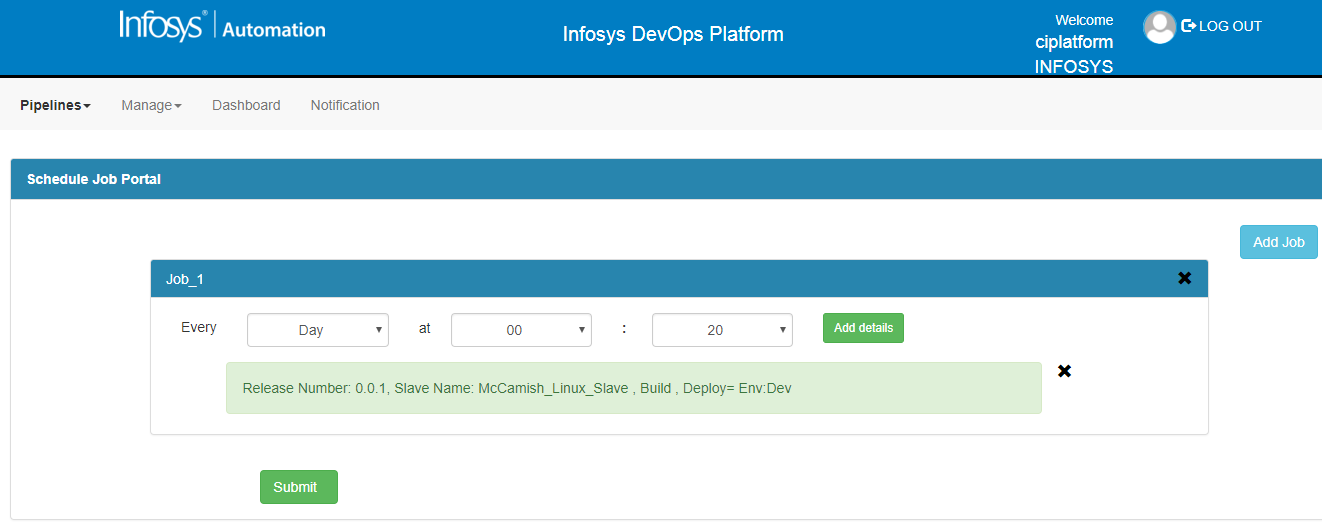 Infosys® | Automation
Infosys DevOps Platform
Welcome
ciplatform
INFOSYS
LOG OUT
Pipelines
Manage
Dashboard
Notification
Schedule Job Portal
Add Job
Job_1
Every Day at 00 : 20 Add details
Release Number: 0.0.1, Slave Name: McCamish_Linux_Slave , Build , Deploy= Env:Dev
Submit